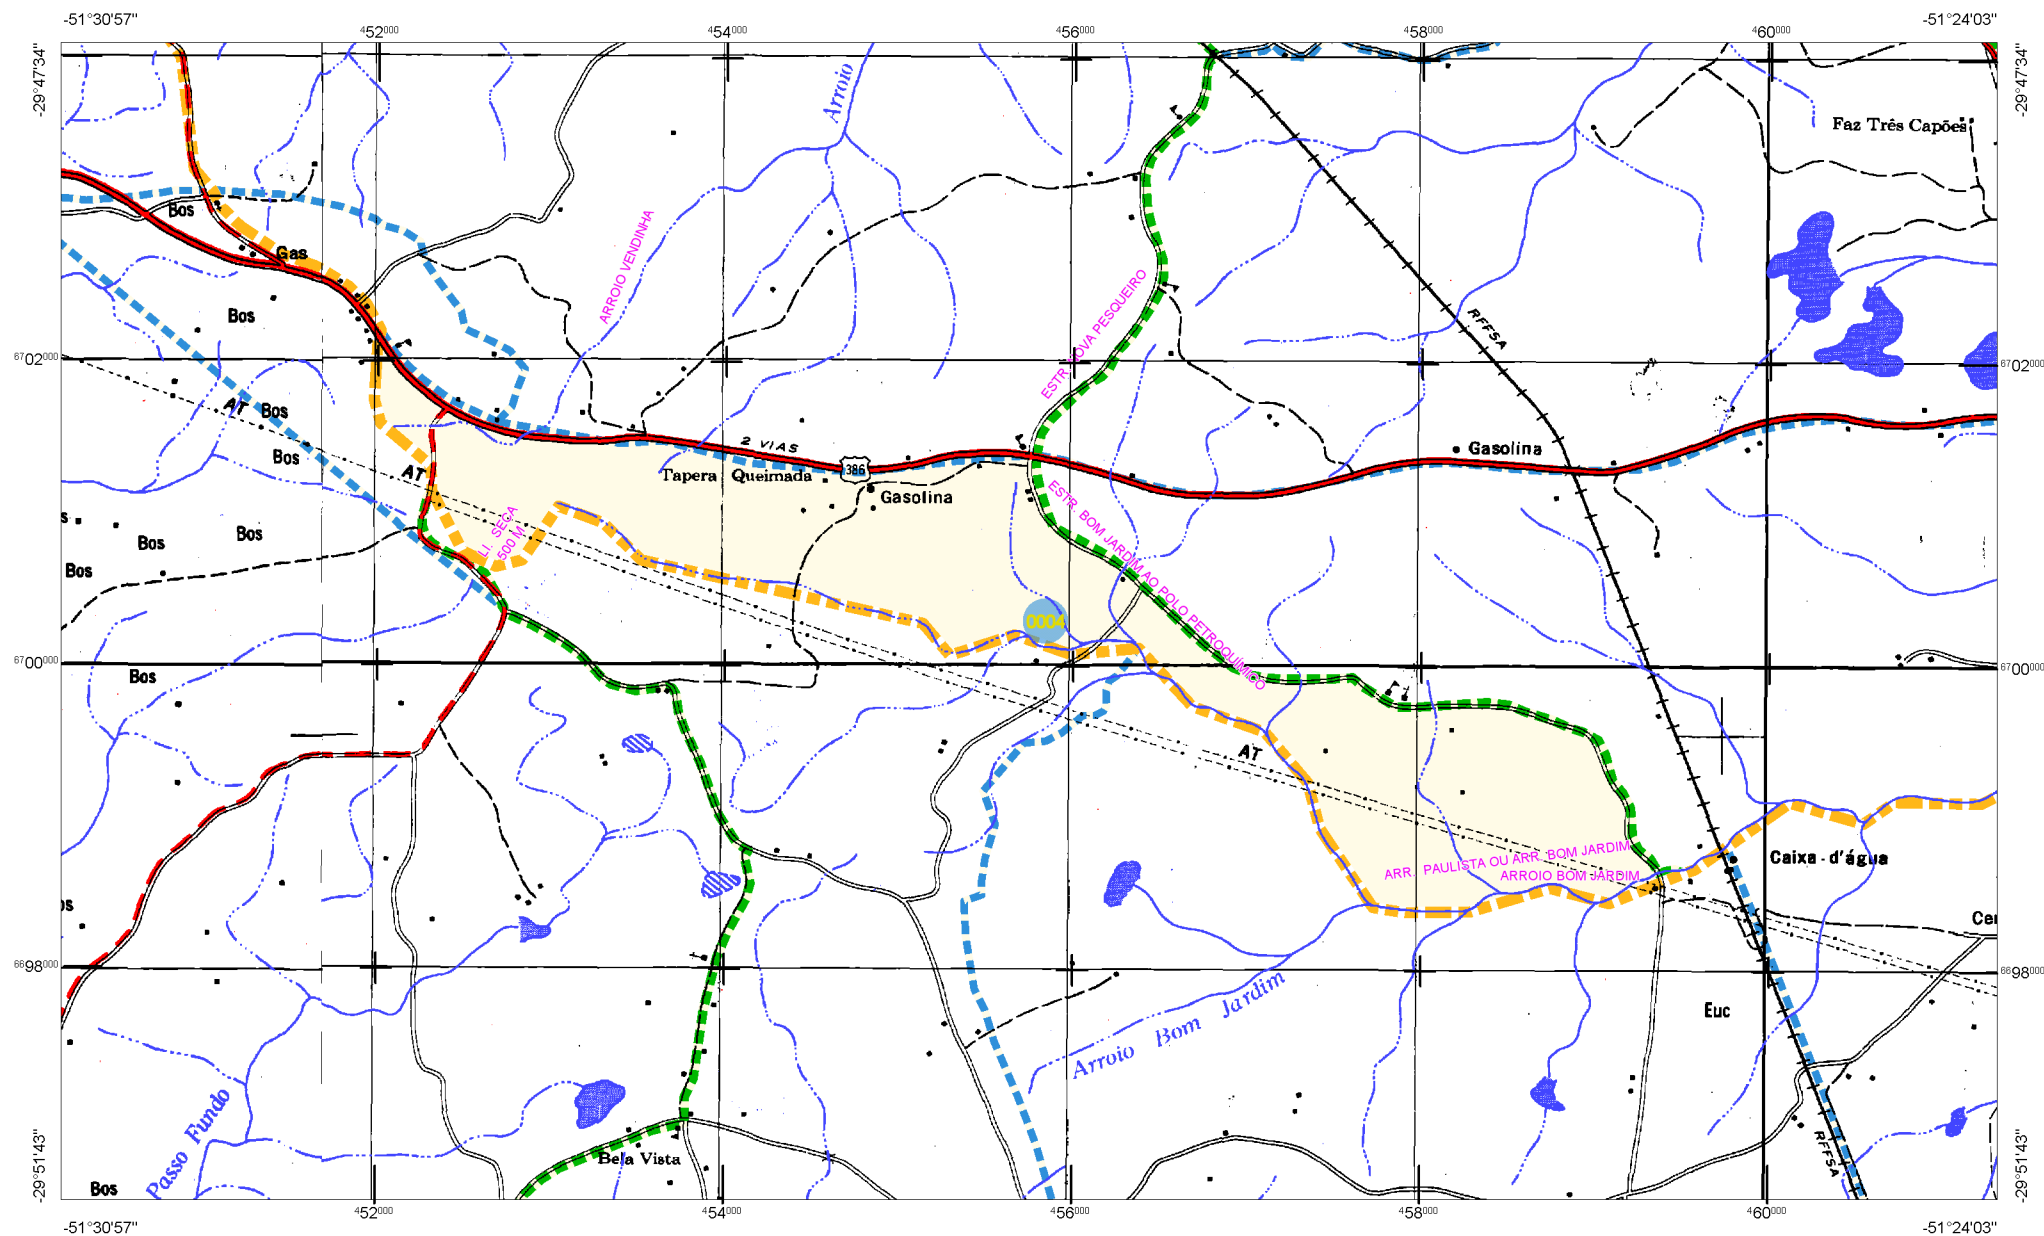 -51°30'57"
-51°24'03"
452000
454000
456000
458000
460000
-29°47'34"
-29°47'34"
Arroio
Faz Três Capões
Bos
Gas
ARROIO VENDINHA
Bos
ESTR. NOVA PESQUEIRO
RFFSA
6702000
6702000
AT
Bos
2 VIAS
Bos
AT
386
Tapera Queimada
Gasolina
Gasolina
LI. SECA
500 M
ESTR. BOM JARDIM AO POLO PETROQUIMICO
Bos
Bos
Bos
0004
6700000
6700000
Bos
AT
ARR. PAULISTA OU ARR. BOM JARDIM
ARROIO BOM JARDIM
Caixa-d'água
Cer
6698000
6698000
Euc
Arroio Bom Jardim
Passo Fundo
Bela Vista
RFFSA
Bos
-29°51'43"
-29°51'43"
452000
454000
456000
458000
460000
-51°30'57"
-51°24'03"